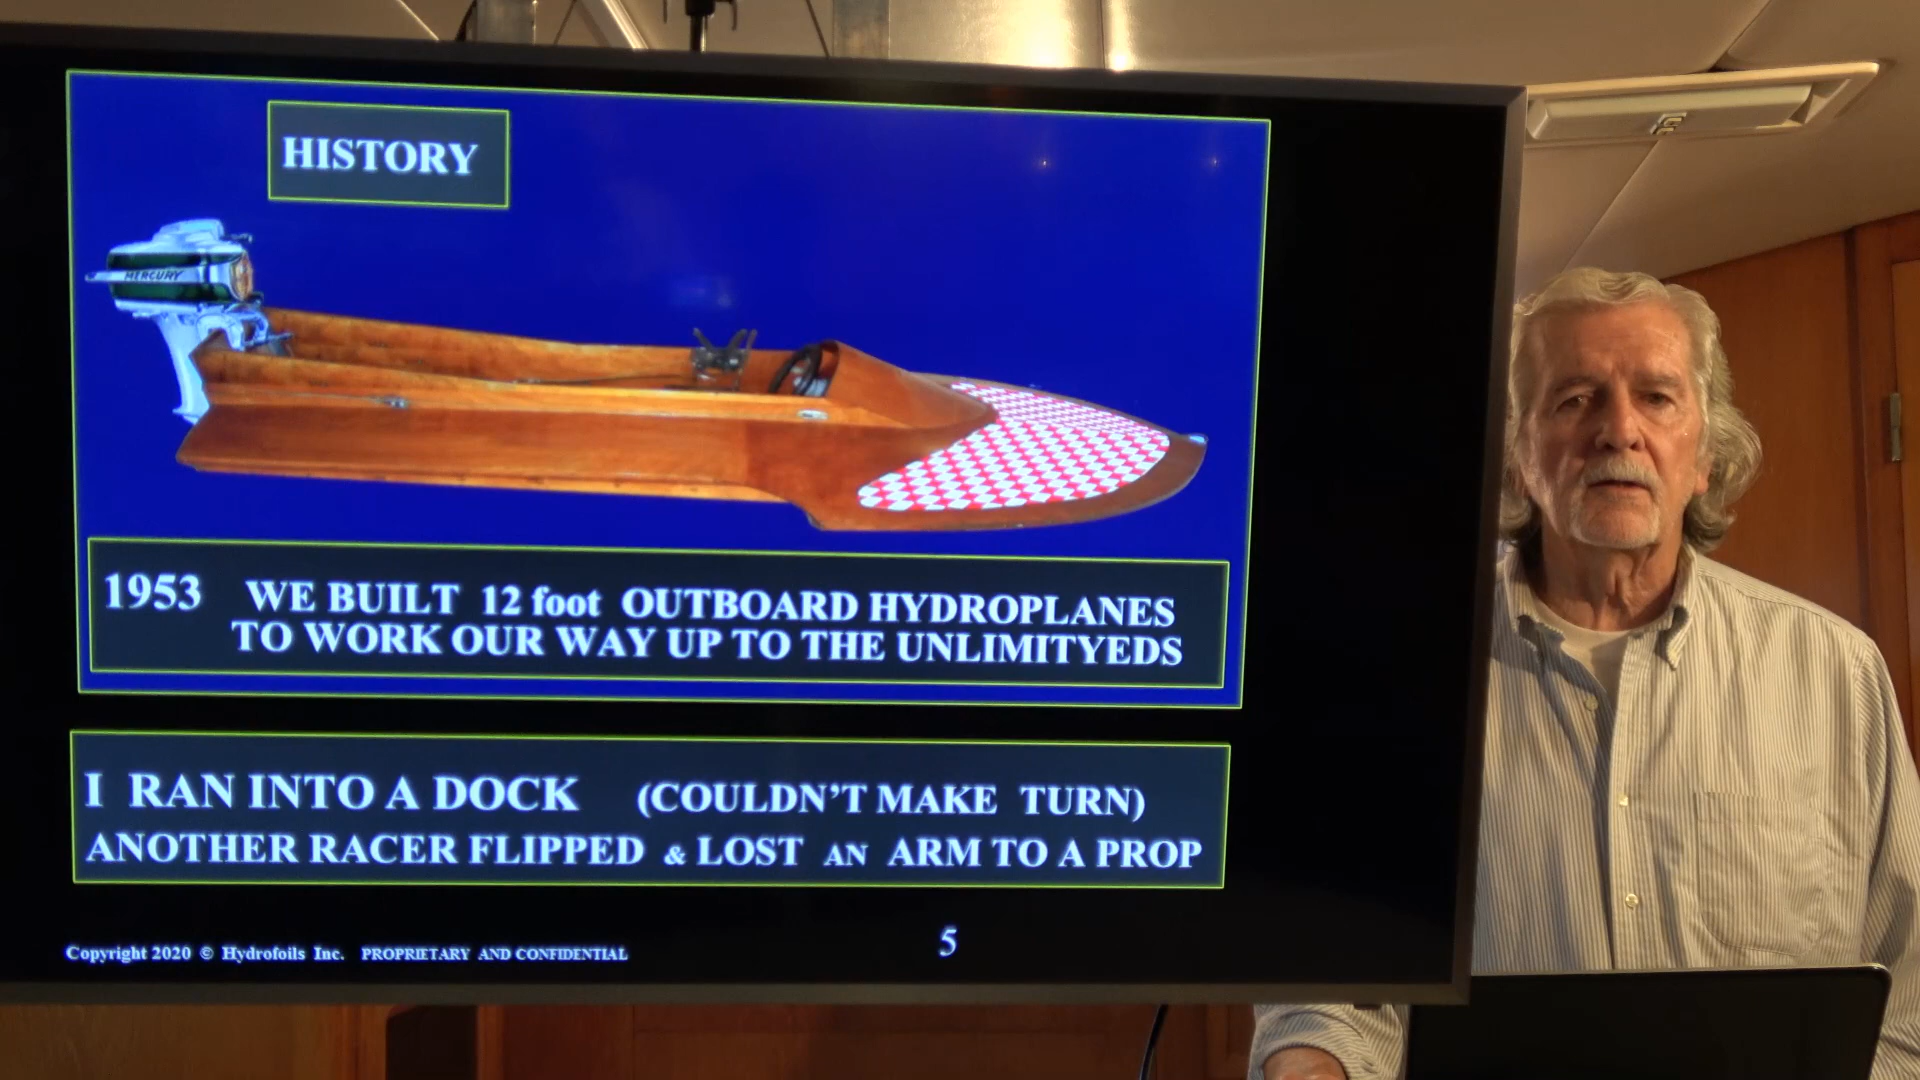 HISTORY
MERCURY
1953 WE BUILT 12 foot OUTBOARD HYDROPLANES
TO WORK OUR WAY UP TO THE UNLIMITYEDS
I RAN INTO A DOCK (COULDN'T MAKE TURN)
ANOTHER RACER FLIPPED & LOST AN ARM TO A PROP
Copyright 2020 © Hydrofoils Inc. PROPRIETARY AND CONFIDENTIAL
5